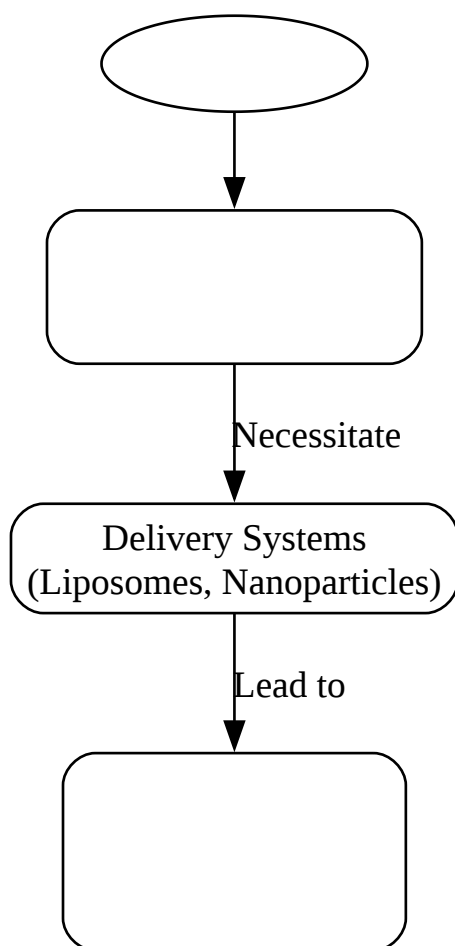 Necessitate
Delivery Systems
(Liposomes, Nanoparticles)
Lead to